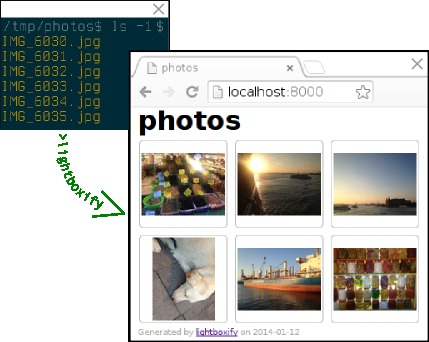 /tmp/photos$ ls -1 $
IMG_6030.jpg
IMG_6031.jpg
IMG_6032.jpg
IMG_6033.jpg
IMG_6034.jpg
IMG_6035.jpg
>lightboxify
photos
localhost:8000
photos
Generated by lightboxify on 2014-01-12